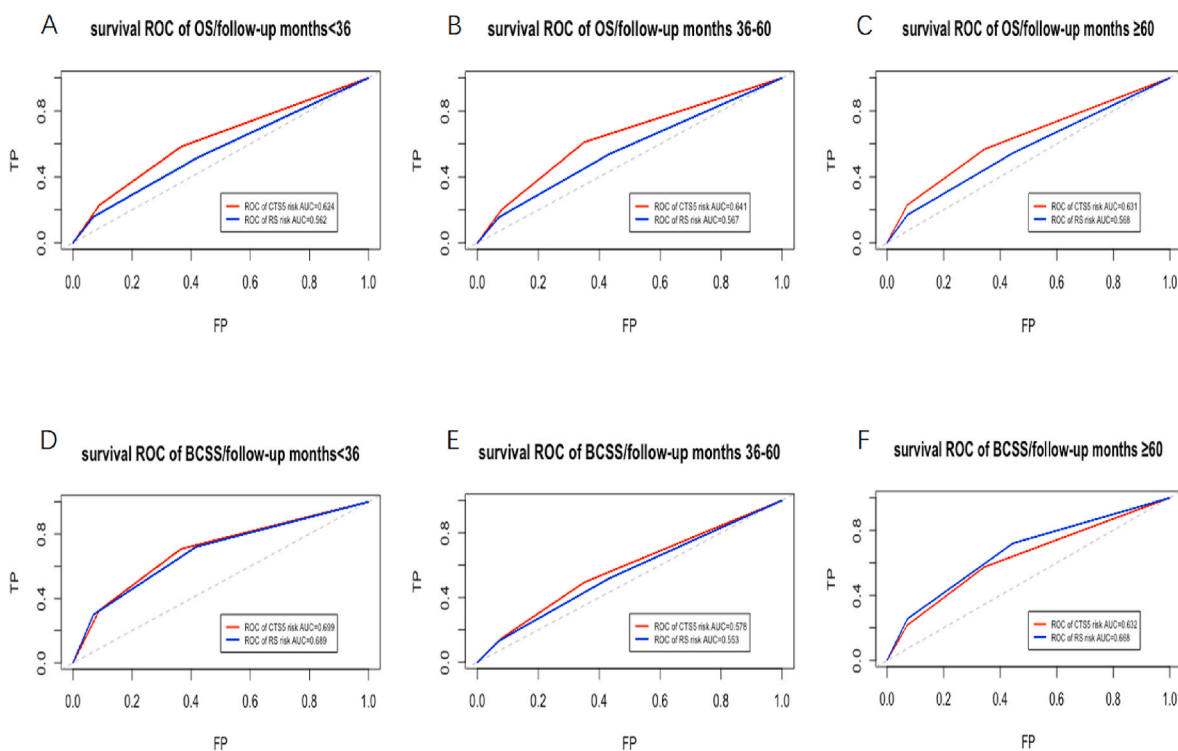 A
survival ROC of OS/follow-up months<36
TP
0.0
0.4
0.8
ROC of CTS5 risk AUC=0.624
ROC of RS risk AUC=0.562
0.0 0.2 0.4 0.6 0.8 1.0
FP
B
survival ROC of OS/follow-up months 36-60
TP
0.0
0.4
0.8
ROC of CTS5 risk AUC=0.641
ROC of RS risk AUC=0.567
0.0 0.2 0.4 0.6 0.8 1.0
FP
C
survival ROC of OS/follow-up months ≥60
TP
0.0
0.4
0.8
ROC of CTS5 risk AUC=0.631
ROC of RS risk AUC=0.568
0.0 0.2 0.4 0.6 0.8 1.0
FP
D
survival ROC of BCSS/follow-up months<36
TP
0.0
0.4
0.8
ROC of CTS5 risk AUC=0.699
ROC of RS risk AUC=0.689
0.0 0.2 0.4 0.6 0.8 1.0
FP
E
survival ROC of BCSS/follow-up months 36-60
TP
0.0
0.4
0.8
ROC of CTS5 risk AUC=0.578
ROC of RS risk AUC=0.553
0.0 0.2 0.4 0.6 0.8 1.0
FP
F
survival ROC of BCSS/follow-up months ≥60
TP
0.0
0.4
0.8
ROC of CTS5 risk AUC=0.632
ROC of RS risk AUC=0.668
0.0 0.2 0.4 0.6 0.8 1.0
FP